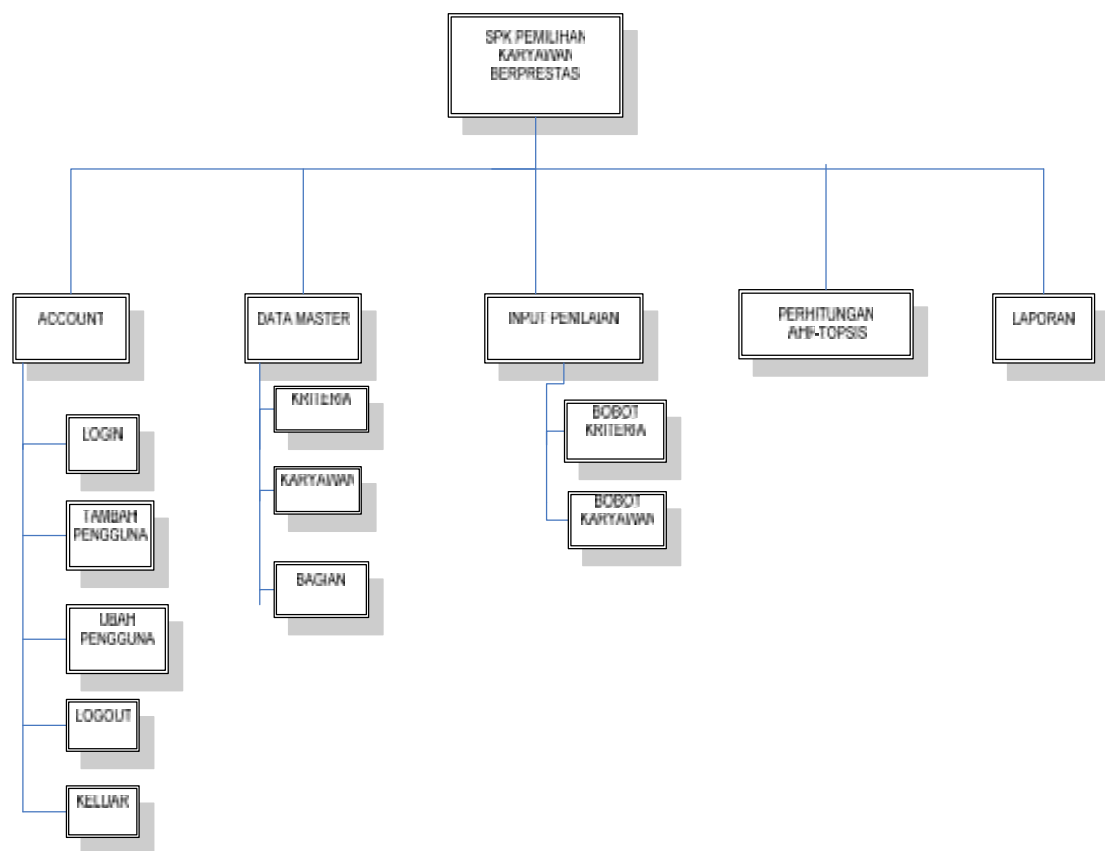 SPK PEMILIHAN
KARYAWAN
BERPRESTASI
ACCOUNT
DATA MASTER
INPUT PENILAIAN
PERHITUNGAN
AHP-TOPSIS
LAPORAN
LOGIN
TAMBAH
PENGGUNA
UBAH
PENGGUNA
LOGOUT
KELUAR
KRITERIA
KARYAWAN
BAGIAN
BOBOT
KRITERIA
BOBOT
KARYAWAN